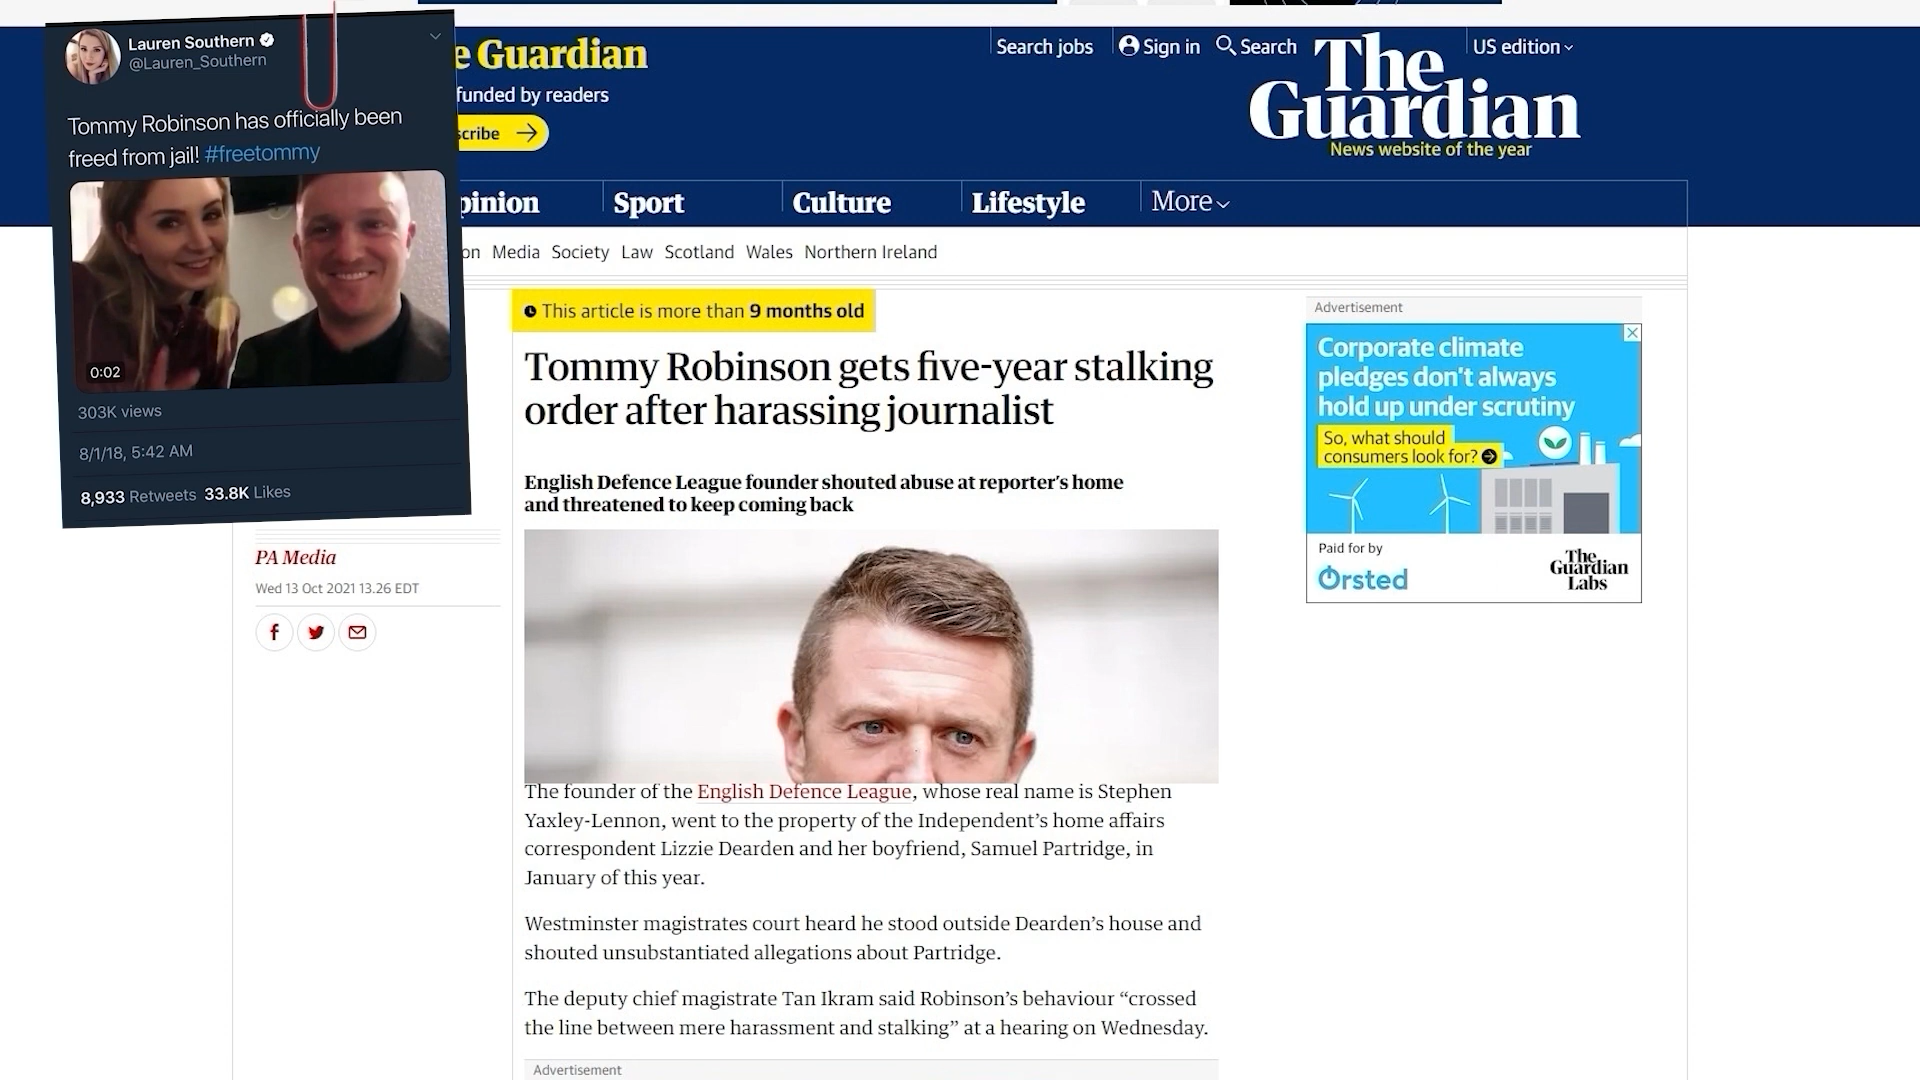 Lauren Southern
@Lauren_Southern
Tommy Robinson has officially been
freed from jail! #freetommy
0:02
303K views
8/1/18, 5:42 AM
8,933 Retweets 33.8K Likes
e Guardian
funded by readers
scribe
Search jobs
Sign in
Search
US edition
The
Guardian
News website of the year
pinion
Sport
Culture
Lifestyle
More
on
Media
Society
Law
Scotland
Wales
Northern Ireland
This article is more than 9 months old
Tommy Robinson gets five-year stalking
order after harassing journalist
English Defence League founder shouted abuse at reporter's home
and threatened to keep coming back
PA Media
Wed 13 Oct 2021 13.26 EDT
The founder of the English Defence League, whose real name is Stephen
Yaxley-Lennon, went to the property of the Independent's home affairs
correspondent Lizzie Dearden and her boyfriend, Samuel Partridge, in
January of this year.
Westminster magistrates court heard he stood outside Dearden's house and
shouted unsubstantiated allegations about Partridge.
The deputy chief magistrate Tan Ikram said Robinson's behaviour “crossed
the line between mere harassment and stalking” at a hearing on Wednesday.
Advertisement
Advertisement
Corporate climate
pledges don't always
hold up under scrutiny
So, what should
consumers look for?
Paid for by
Ørsted
The
Guardian
Labs